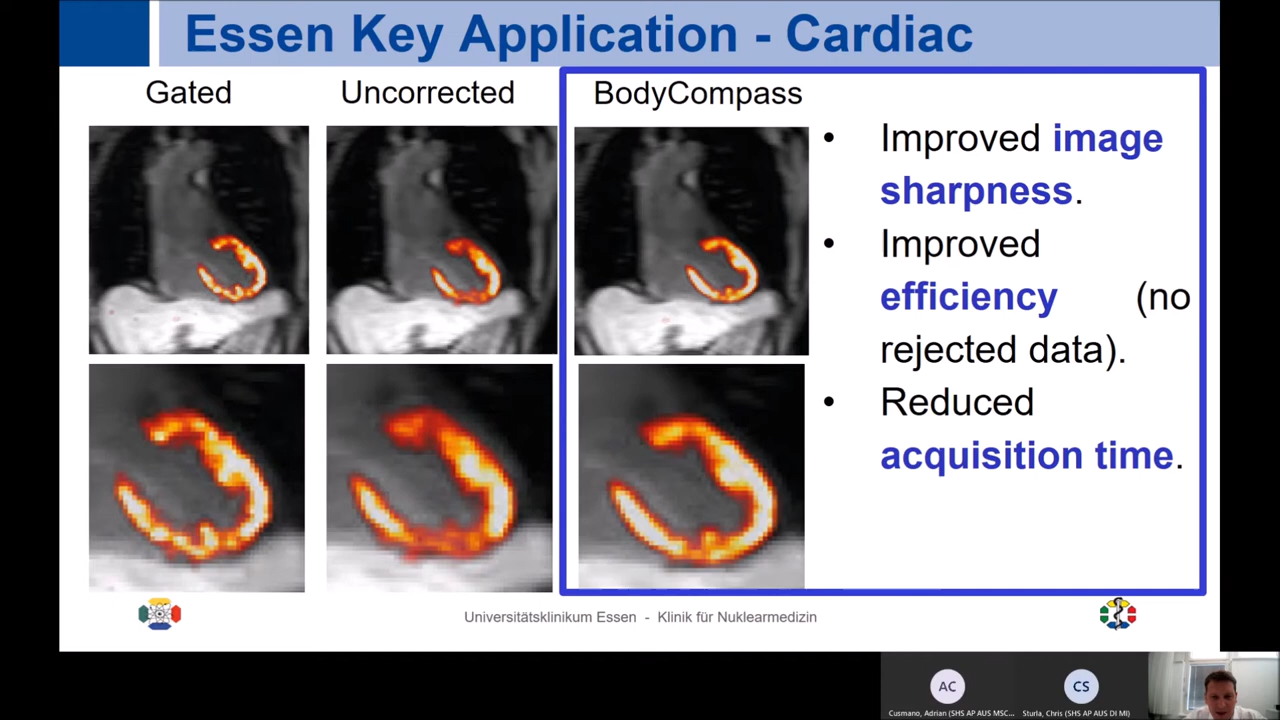 Essen Key Application - Cardiac
Gated
Uncorrected
BodyCompass
• Improved image
sharpness.
• Improved
efficiency (no
rejected data).
• Reduced
acquisition time.
Universitätsklinikum Essen - Klinik für Nuklearmedizin
AC
CS
Cusmano, Adrian (SHS AP AUS MSC...
Sturla, Chris (SHS AP AUS DI MI)